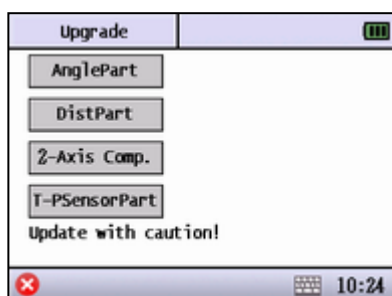 Upgrade
AnglePart
DistPart
2-Axis Comp.
T-PSensorPart
Update with caution!
10:24